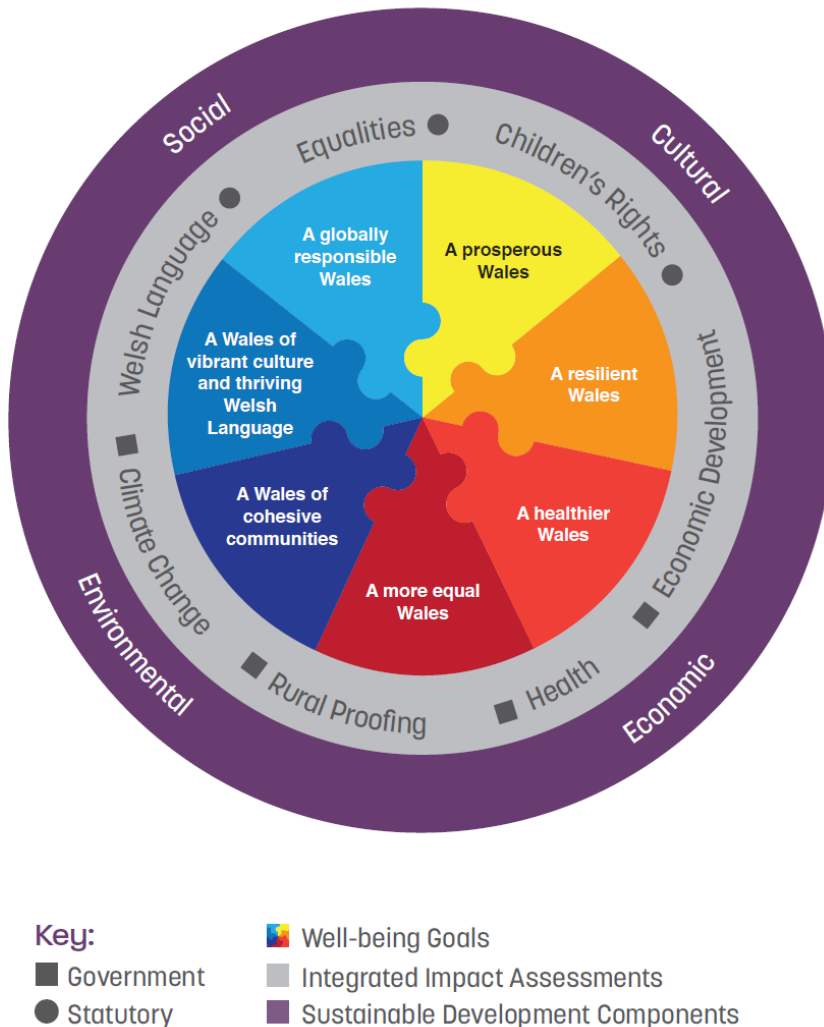 Social
Cultural
Economic
Environmental
Equalities
Children's Rights
Economic Development
Health
Rural Proofing
Climate Change
Welsh Language
A globally
responsible
Wales
A prosperous
Wales
A resilient
Wales
A healthier
Wales
A more equal
Wales
A Wales of
cohesive
communities
A Wales of
vibrant culture
and thriving
Welsh
Language
Key:
Government
Statutory
Well-being Goals
Integrated Impact Assessments
Sustainable Development Components